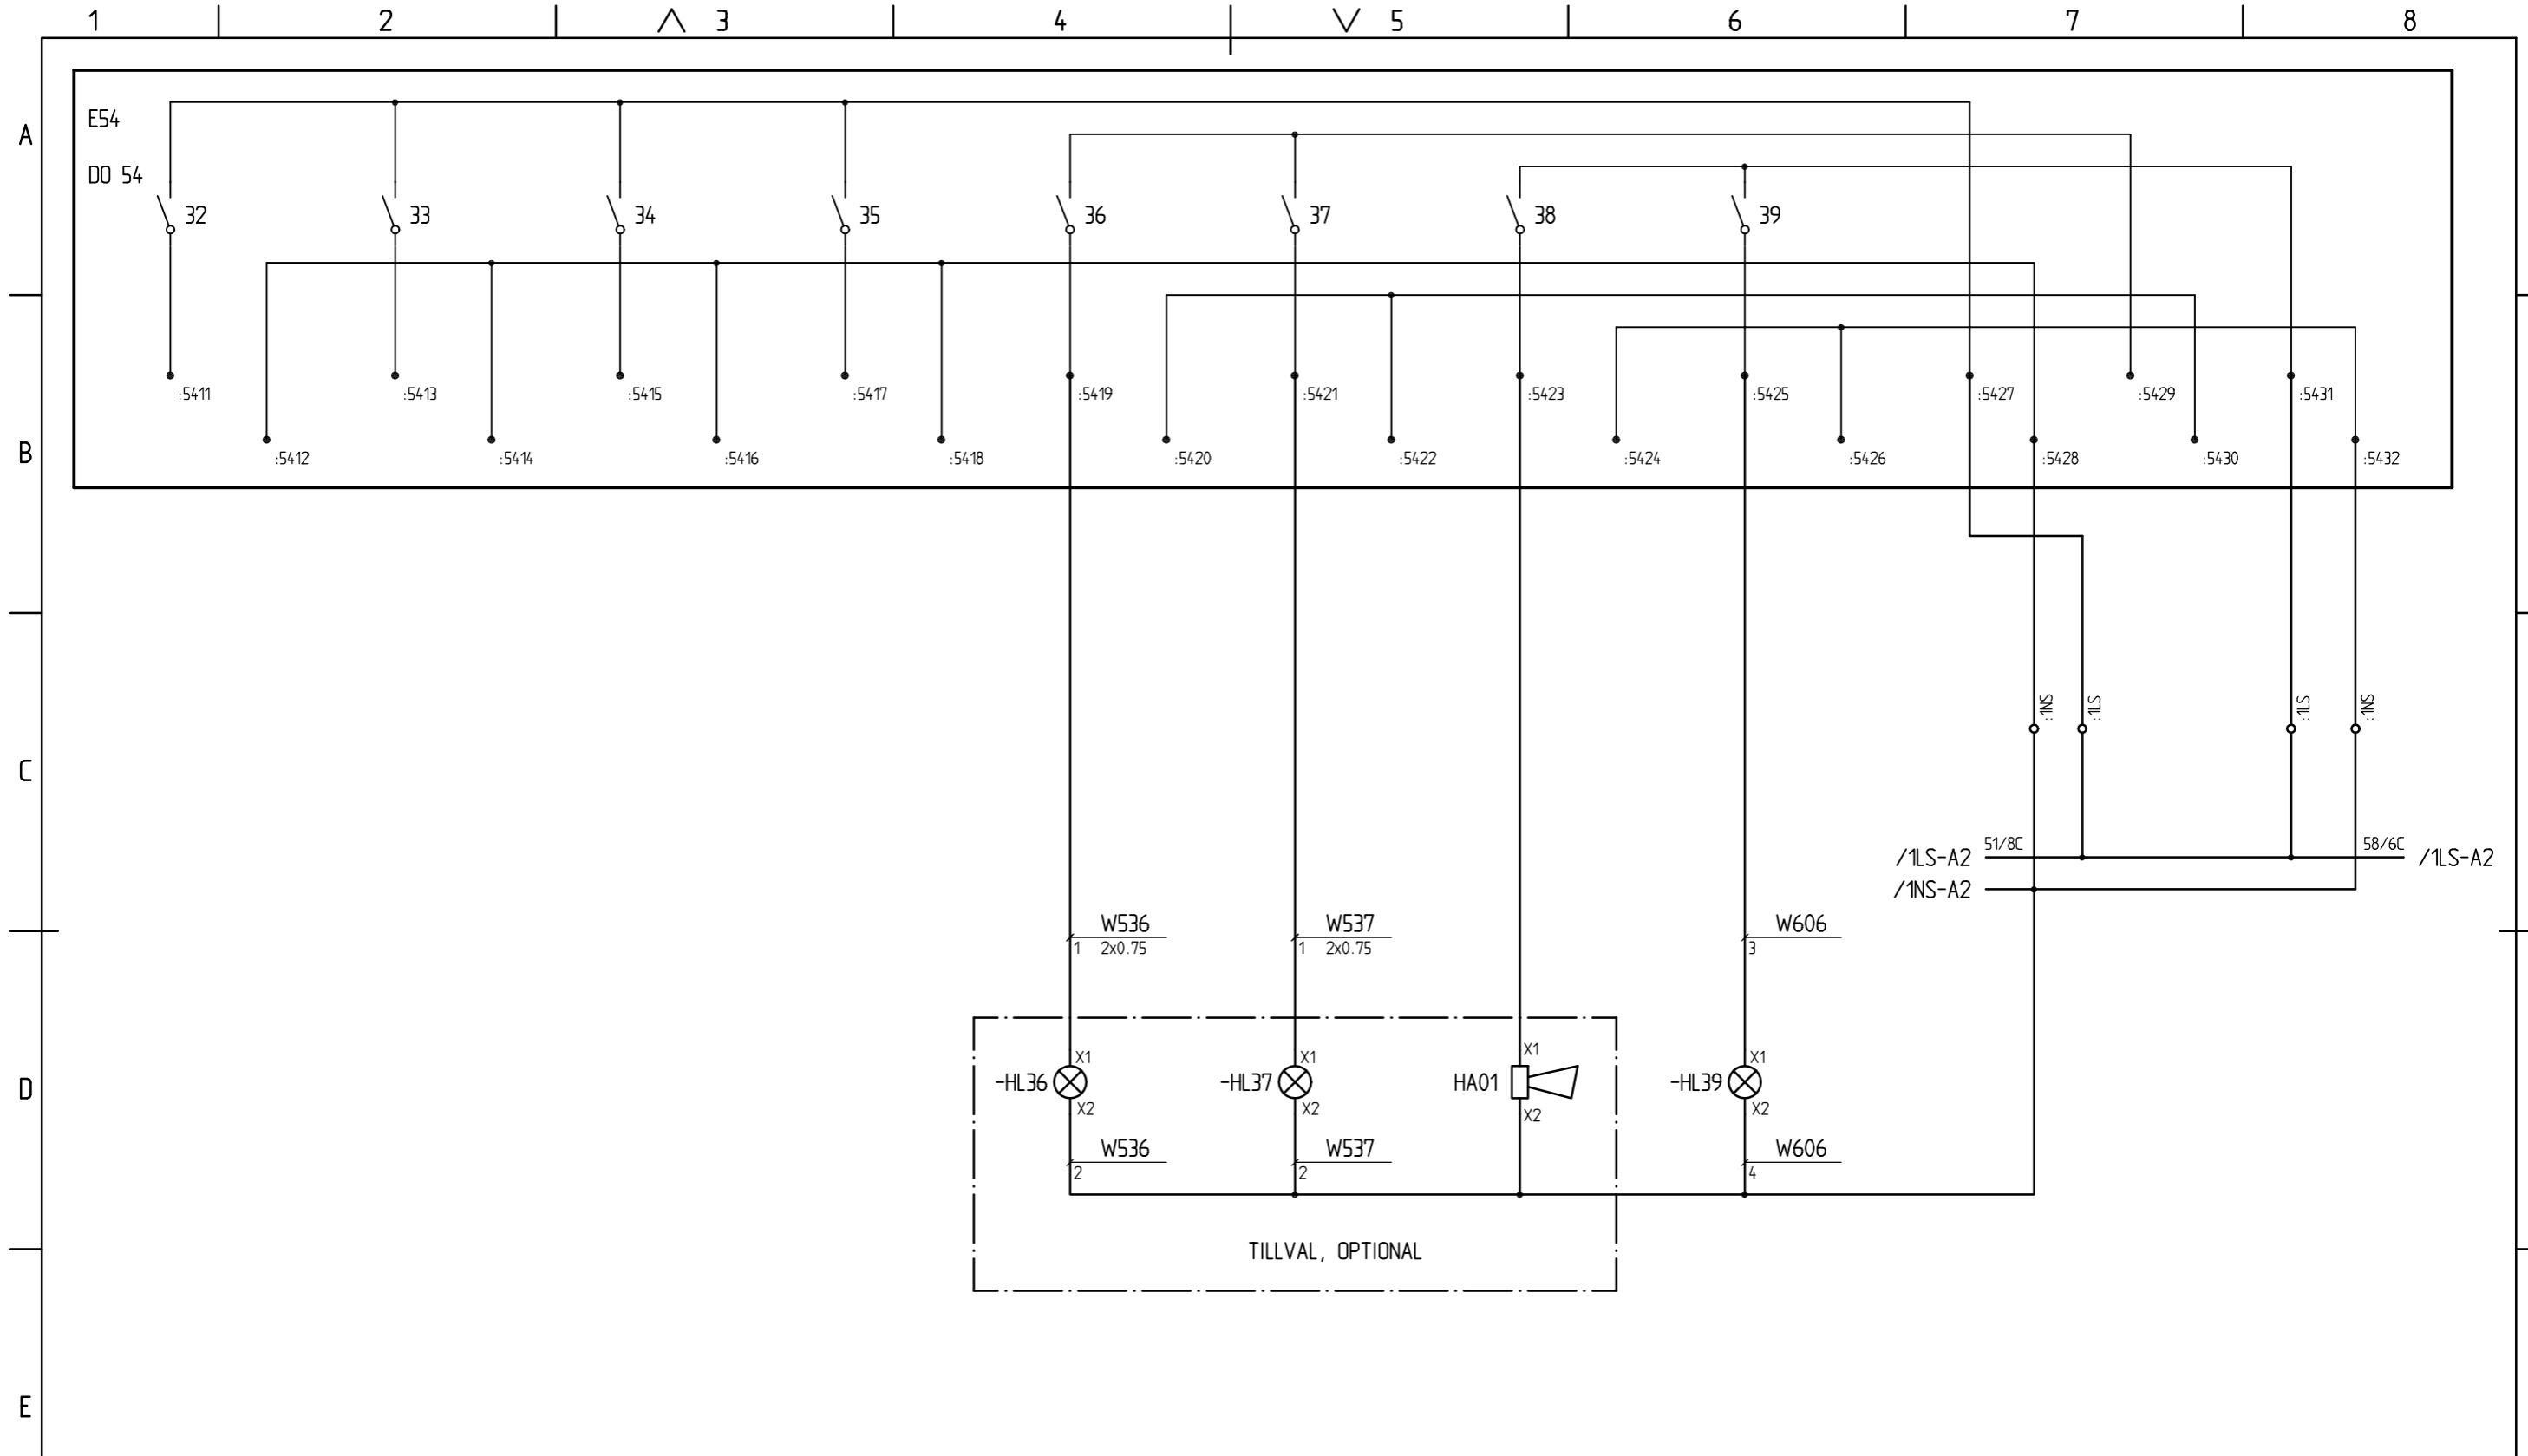 1 2 3 4 5 6 7 8
A
E54
DO 54
32 33 34 35 36 37 38 39
:5411 :5413 :5415 :5417 :5419 :5421 :5423 :5425 :5427 :5429 :5431
B
:5412 :5414 :5416 :5418 :5420 :5422 :5424 :5426 :5428 :5430 :5432
:1NS :1LS :1LS :1NS
C
/1LS-A2 51/8C 58/6C /1LS-A2
/1NS-A2
W536 W537 W606
1 2x0.75 1 2x0.75 3
X1 X1 X1 X1
D
-HL36 -HL37 HA01 -HL39
X2 X2 X2 X2
W536 W537 W606
2 2 4
TILLVAL, OPTIONAL
E